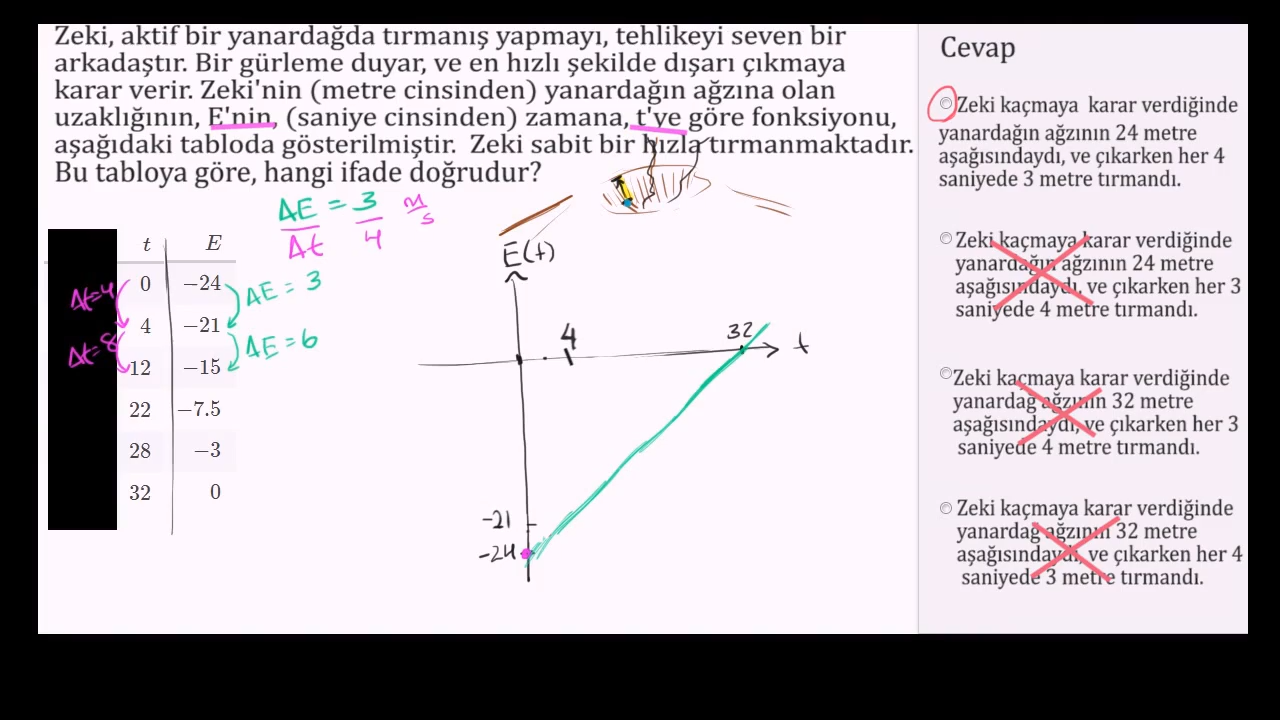 Zeki, aktif bir yanardağda tırmanış yapmayı, tehlikeyi seven bir
arkadaştır. Bir gürleme duyar, ve en hızlı şekilde dışarı çıkmaya
karar verir. Zeki'nin (metre cinsinden) yanardağın ağzına olan
uzaklığının, E'nin, (saniye cinsinden) zamana, t'ye göre fonksiyonu,
aşağıdaki tabloda gösterilmiştir. Zeki sabit bir hızla tırmanmaktadır.
Bu tabloya göre, hangi ifade doğrudur?
ΔE/Δt = 3/4 m/s
t E
0 −24
4 −21
12 −15
22 −7.5
28 −3
32 0
Δt=4
Δt=8
ΔE = 3
ΔE = 6
E(t)
4
32
t
-21
-24
Cevap
Zeki kaçmaya karar verdiğinde
yanardağın ağzının 24 metre
aşağısındaydı, ve çıkarken her 4
saniyede 3 metre tırmandı.
Zeki kaçmaya karar verdiğinde
yanardağın ağzının 24 metre
aşağısındaydı, ve çıkarken her 3
saniyede 4 metre tırmandı.
Zeki kaçmaya karar verdiğinde
yanardag ağzının 32 metre
aşağısındaydı, ve çıkarken her 3
saniyede 4 metre tırmandı.
Zeki kaçmaya karar verdiğinde
yanardag ağzının 32 metre
aşağısındaydı, ve çıkarken her 4
saniyede 3 metre tırmandı.